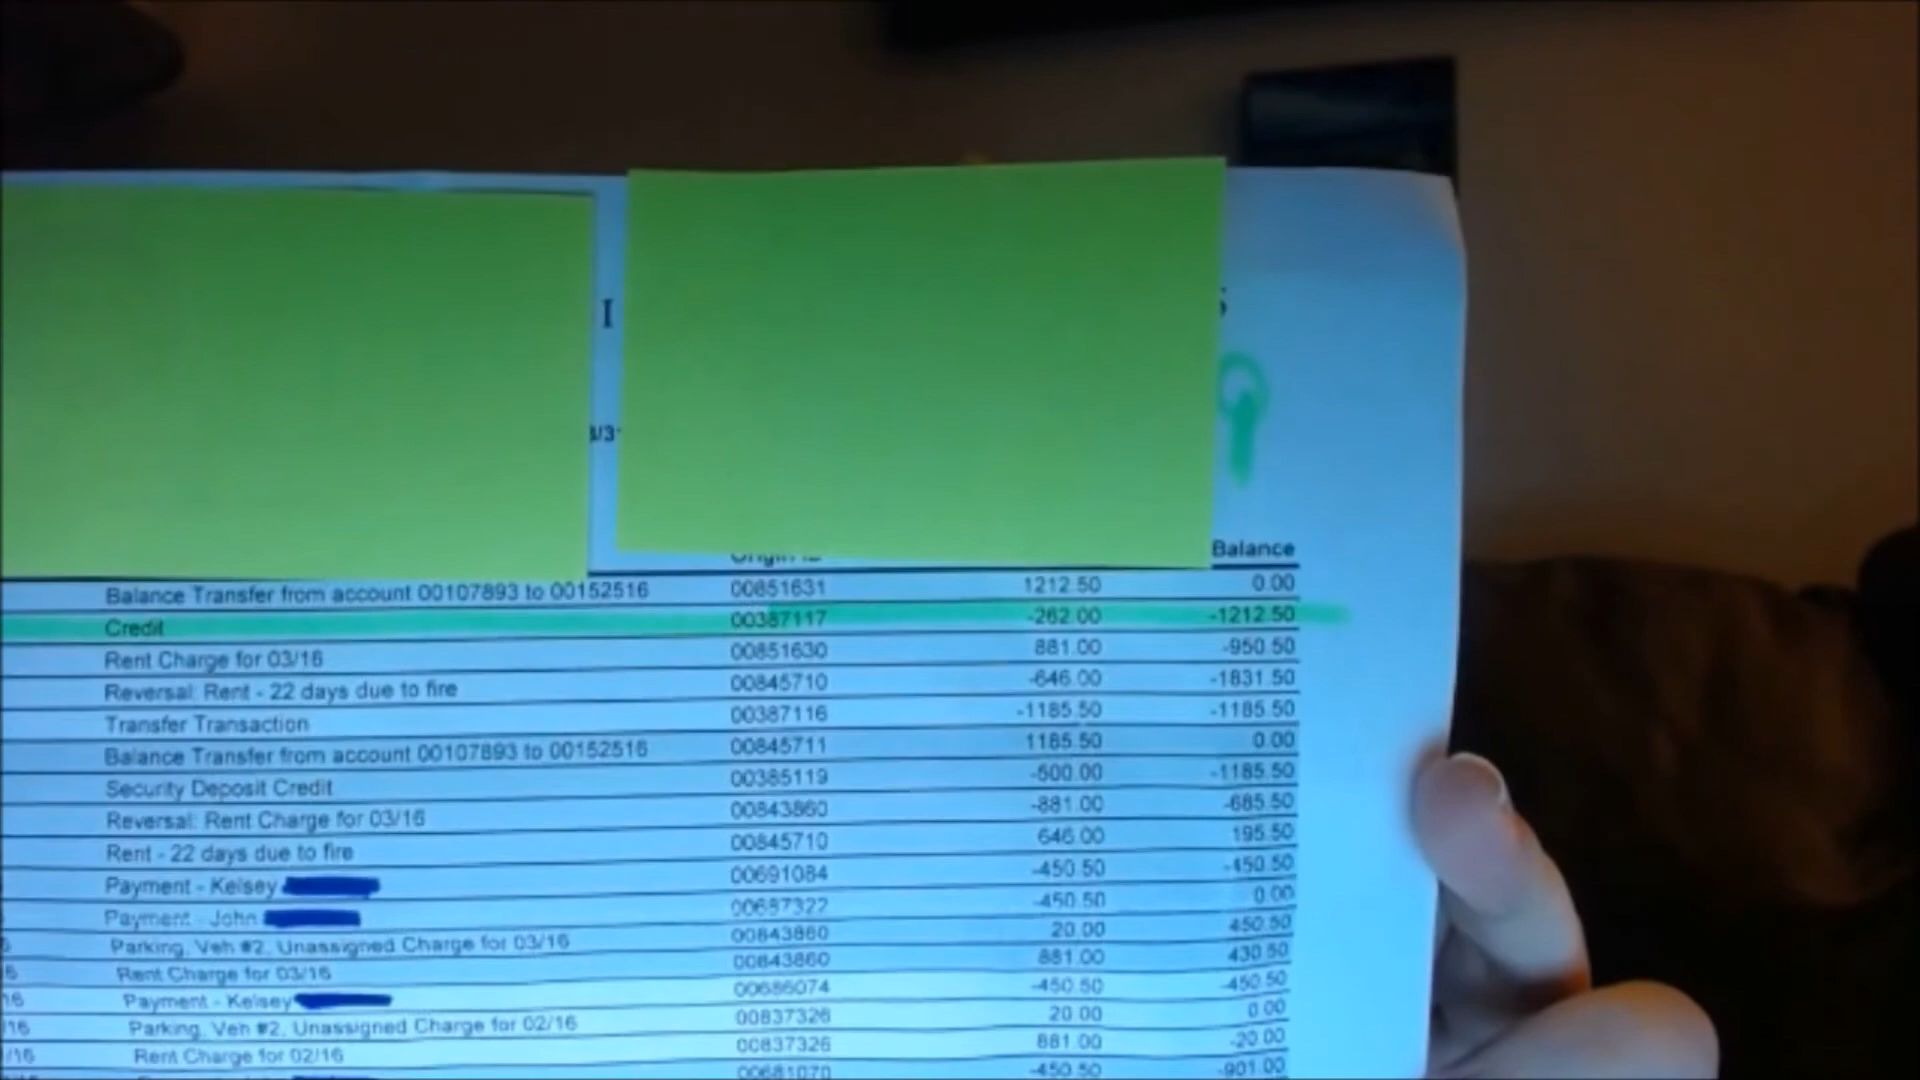 I
Balance
Balance Transfer from account 00107893 to 00152516 00851631 1212.50 0.00
Credit 00387117 -262.00 -1212.50
Rent Charge for 03/16 00851630 881.00 -950.50
Reversal: Rent - 22 days due to fire 00845710 -646.00 -1831.50
Transfer Transaction 00387116 -1185.50 -1185.50
Balance Transfer from account 00107893 to 00152516 00845711 1185.50 0.00
Security Deposit Credit 00385119 -500.00 -1185.50
Reversal: Rent Charge for 03/16 00843860 -881.00 -685.50
Rent - 22 days due to fire 00845710 646.00 195.50
Payment - Kelsey 00691084 -450.50 -450.50
Payment - John 00687322 -450.50 0.00
Parking, Veh #2, Unassigned Charge for 03/16 00843860 20.00 450.50
Rent Charge for 03/16 00843860 881.00 430.50
16 Payment - Kelsey 00686074 -450.50 -450.50
/16 Parking, Veh #2, Unassigned Charge for 02/16 00837326 20.00 0.00
/16 Rent Charge for 02/16 00837326 881.00 -20.00
00681070 -450.50 -901.00